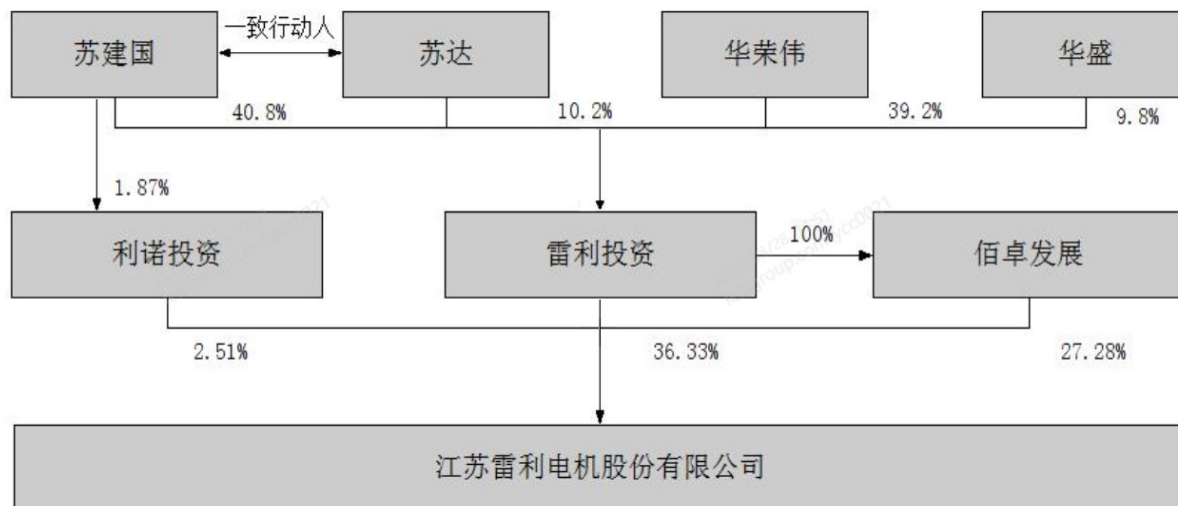 一致行动人
苏建国
苏达
华荣伟
华盛
40.8%
10.2%
39.2%
9.8%
1.87%
利诺投资
雷利投资
100%
佰卓发展
2.51%
36.33%
27.28%
江苏雷利电机股份有限公司